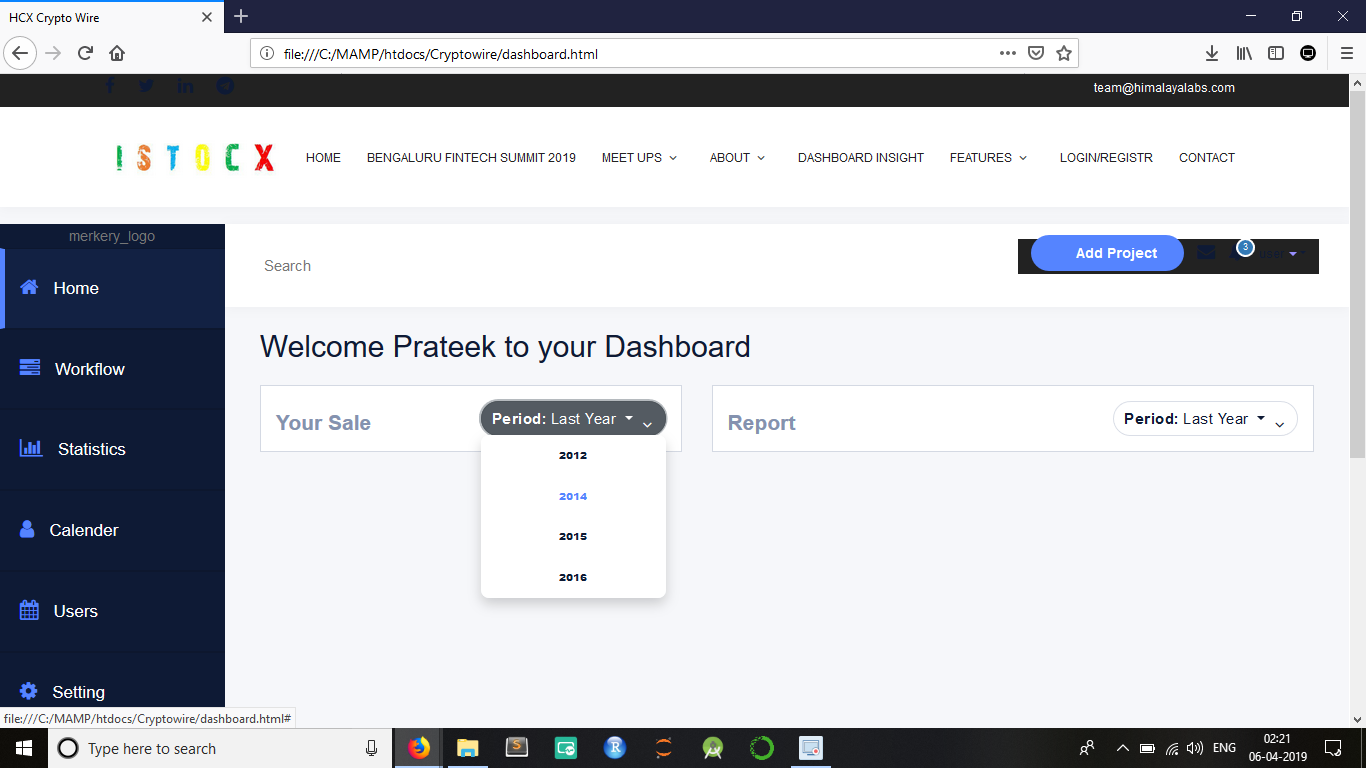 HCX Crypto Wire
file:///C:/MAMP/htdocs/Cryptowire/dashboard.html
team@himalayalabs.com
ISTOCX HOME BENGALURU FINTECH SUMMIT 2019 MEET UPS ABOUT DASHBOARD INSIGHT FEATURES LOGIN/REGISTR CONTACT
merkery_logo
Search
Add Project 3
Home
Welcome Prateek to your Dashboard
Workflow
Your Sale Period: Last Year
Report Period: Last Year
2012
2014
2015
2016
Statistics
Calender
Users
Setting
file:///C:/MAMP/htdocs/Cryptowire/dashboard.html#
Type here to search
ENG
02:21
06-04-2019